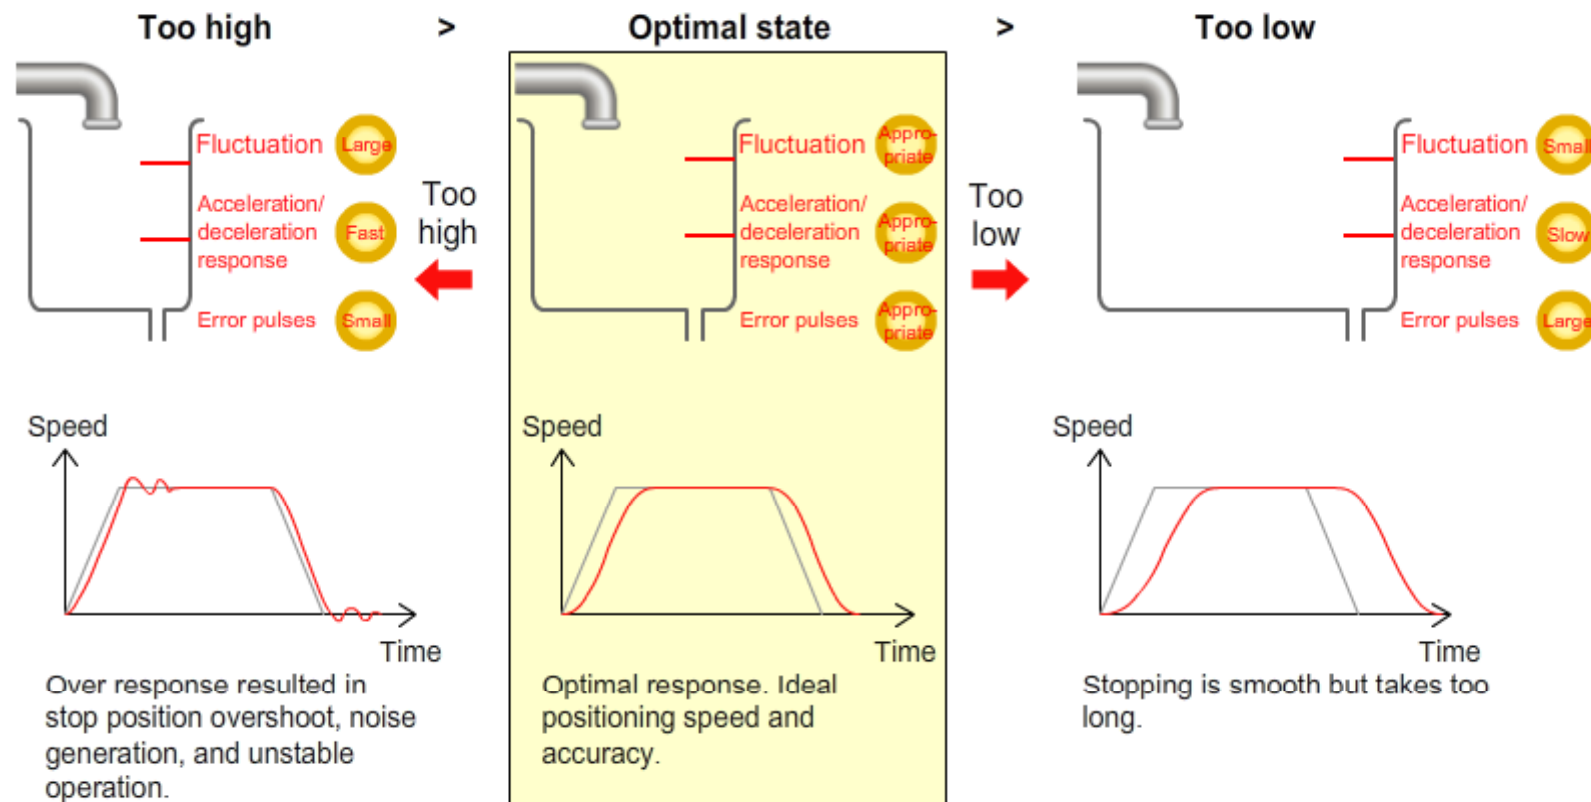 Too high > Optimal state > Too low
Fluctuation Large
Acceleration/
deceleration
response
Fast
Error pulses Small
Too
high
Fluctuation Appro-
priate
Acceleration/
deceleration
response
Appro-
priate
Error pulses Appro-
priate
Too
low
Fluctuation Small
Acceleration/
deceleration
response
Slow
Error pulses Large
Speed
Time
Over response resulted in
stop position overshoot, noise
generation, and unstable
operation.
Speed
Time
Optimal response. Ideal
positioning speed and
accuracy.
Speed
Time
Stopping is smooth but takes too
long.